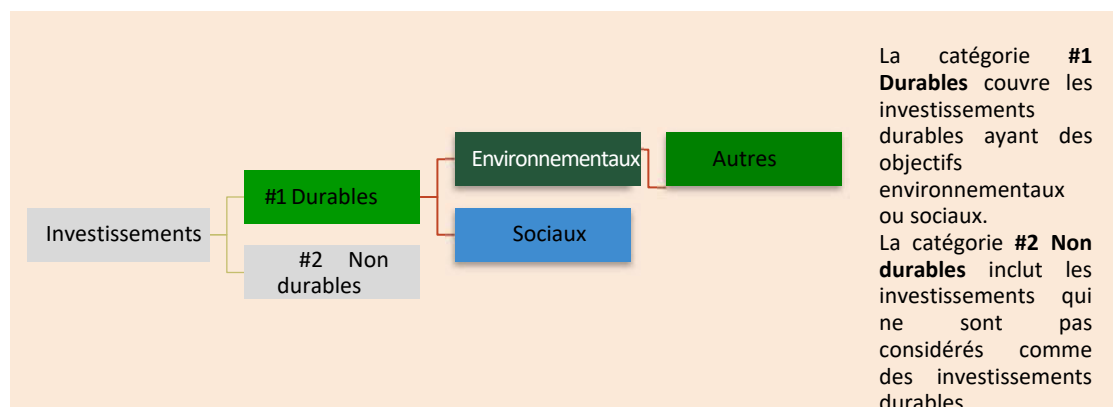 Investissements
#1 Durables
#2 Non
durables
Environnementaux
Sociaux
Autres
La catégorie #1
Durables couvre les
investissements
durables ayant des
objectifs
environnementaux
ou sociaux.
La catégorie #2 Non
durables inclut les
investissements qui
ne sont pas
considérés comme
des investissements
durables